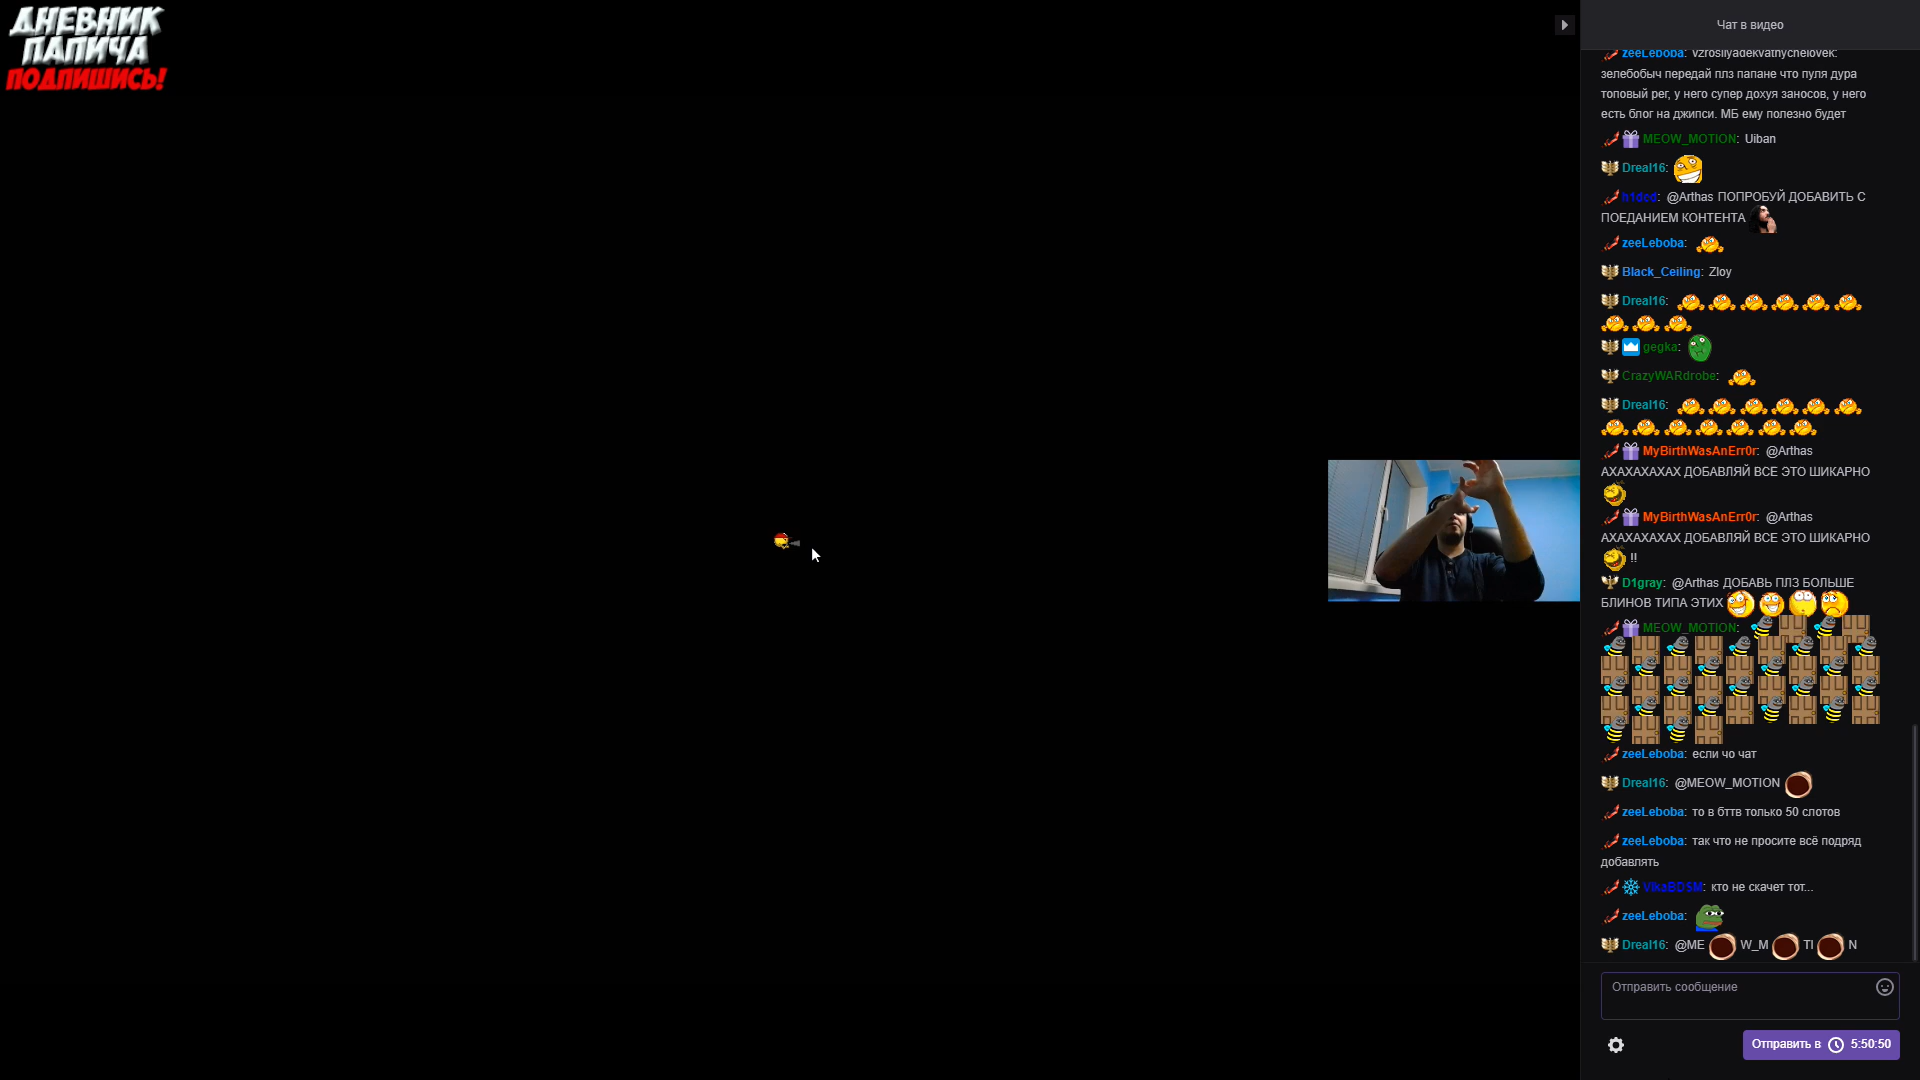 ДНЕВНИК
ПАПИЧА
ПОДПИШИСЬ!
Чат в видео
zeeLeboba: vzrosliyadekvatnychelovek:
зелебобыч передай плз папане что пуля дура
топовый рег, у него супер дохуя заносов, у него
есть блог на джипси. МБ ему полезно будет
MEOW_MOTION: Uiban
Dreal16:
h1ded: @Arthas ПОПРОБУЙ ДОБАВИТЬ С
ПОЕДАНИЕМ КОНТЕНТА
zeeLeboba:
Black_Ceiling: Zloy
Dreal16:
gegka:
CrazyWARdrobe:
Dreal16:
MyBirthWasAnErr0r: @Arthas
АХАХАХАХАХ ДОБАВЛЯЙ ВСЕ ЭТО ШИКАРНО
MyBirthWasAnErr0r: @Arthas
АХАХАХАХАХ ДОБАВЛЯЙ ВСЕ ЭТО ШИКАРНО
!!
D1gray: @Arthas ДОБАВЬ ПЛЗ БОЛЬШЕ
БЛИНОВ ТИПА ЭТИХ
MEOW_MOTION:
zeeLeboba: если чо чат
Dreal16: @MEOW_MOTION
zeeLeboba: то в бттв только 50 слотов
zeeLeboba: так что не просите всё подряд
добавлять
VikaBDSM: кто не скачет тот...
zeeLeboba:
Dreal16: @ME W_M TI N
Отправить сообщение
Отправить в 5:50:50